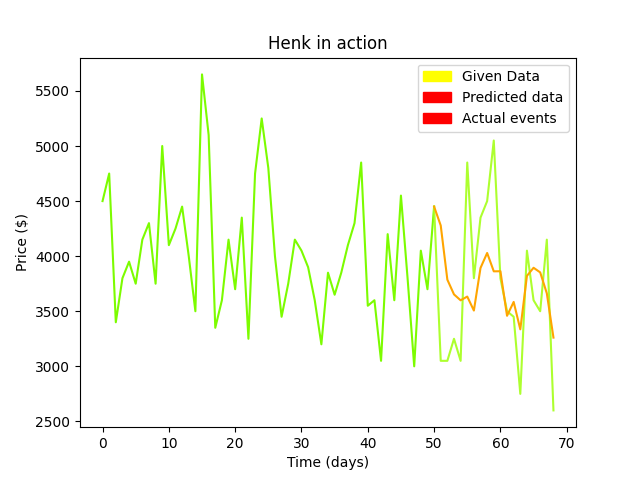 Henk in action
Given Data
Predicted data
Actual events
Price ($)
5500
5000
4500
4000
3500
3000
2500
0 10 20 30 40 50 60 70
Time (days)